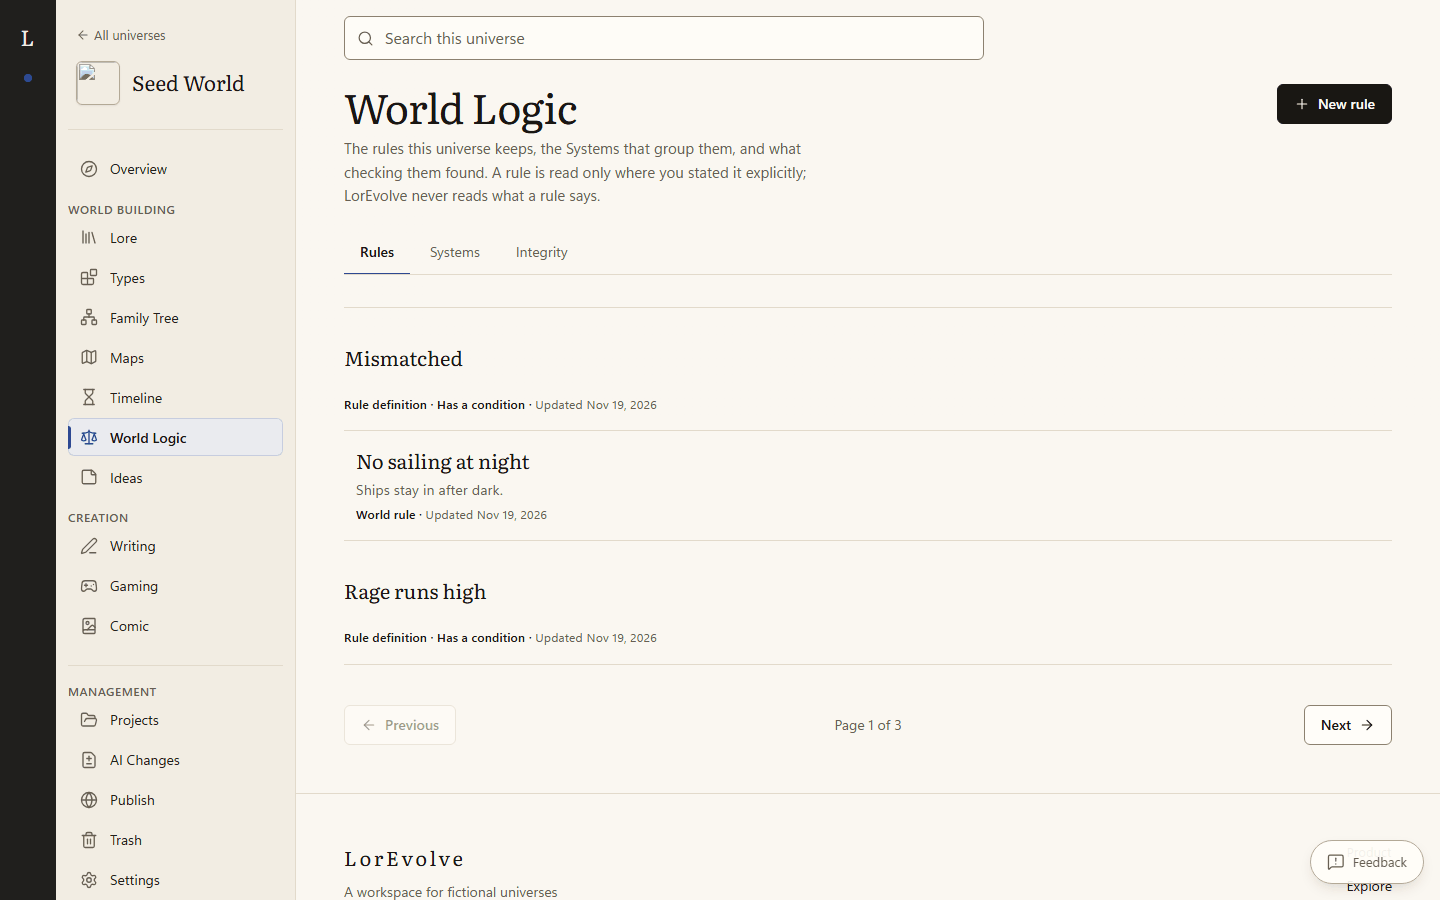 L
All universes
Seed World
Overview
WORLD BUILDING
Lore
Types
Family Tree
Maps
Timeline
World Logic
Ideas
CREATION
Writing
Gaming
Comic
MANAGEMENT
Projects
AI Changes
Publish
Trash
Settings
Search this universe
World Logic
New rule
The rules this universe keeps, the Systems that group them, and what
checking them found. A rule is read only where you stated it explicitly;
LorEvolve never reads what a rule says.
Rules Systems Integrity
Mismatched
Rule definition · Has a condition · Updated Nov 19, 2026
No sailing at night
Ships stay in after dark.
World rule · Updated Nov 19, 2026
Rage runs high
Rule definition · Has a condition · Updated Nov 19, 2026
Previous Page 1 of 3 Next
LorEvolve
A workspace for fictional universes
Feedback
Explore